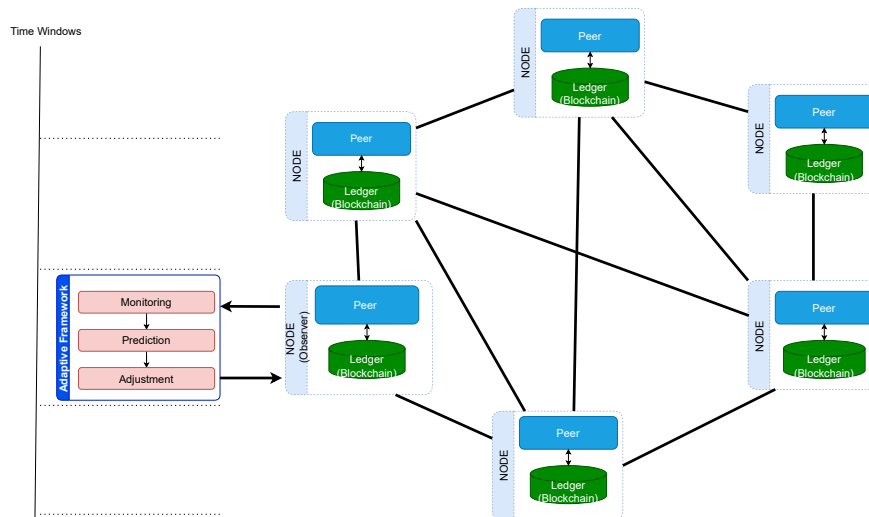 Time Windows
NODE
Peer
Ledger
(Blockchain)
NODE
Peer
Ledger
(Blockchain)
NODE
Peer
Ledger
(Blockchain)
Adaptive Framework
Monitoring
Prediction
Adjustment
NODE
(Observer)
Peer
Ledger
(Blockchain)
NODE
Peer
Ledger
(Blockchain)
NODE
Peer
Ledger
(Blockchain)